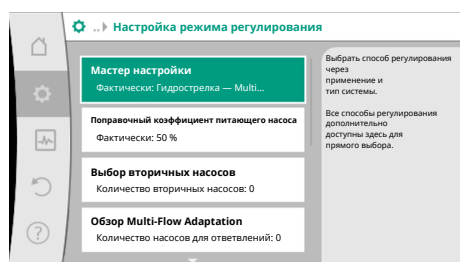 ..▸ Настройка режима регулирования
Мастер настройки
Фактически: Гидрострелка — Multi...
Поправочный коэффициент питающего насоса
Фактически: 50 %
Выбор вторичных насосов
Количество вторичных насосов: 0
Обзор Multi-Flow Adaptation
Количество насосов для ответвлений: 0
Выбрать способ регулирования
через
применение и
тип системы.
Все способы регулирования
дополнительно
доступны здесь для
прямого выбора.